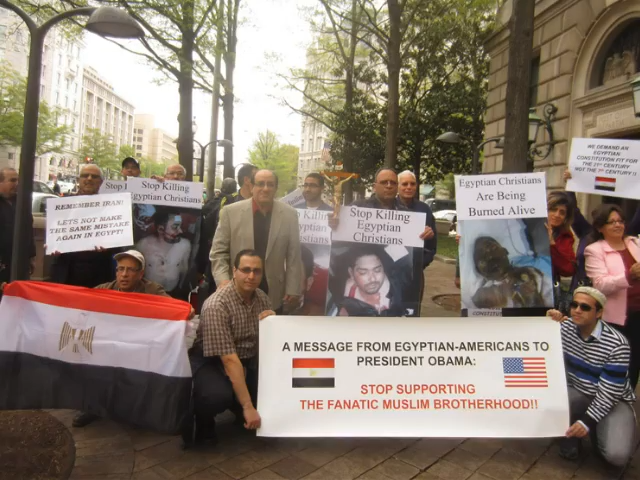 REMEMBER IRAN!
LETS NOT MAKE
THE SAME MISTAKE
AGAIN IN EGYPT!
Stop Killing
Egyptian Christians
Stop Killing
Egyptian
Christians
Egyptian Christians Are
Being
Burned Alive
WE DEMAND AN
EGYPTIAN
CONSTITUTION FIT FOR
THE 21ST CENTURY
NOT THE 7TH CENTURY
A MESSAGE FROM EGYPTIAN-AMERICANS TO
PRESIDENT OBAMA:
STOP SUPPORTING
THE FANATIC MUSLIM BROTHERHOOD!!